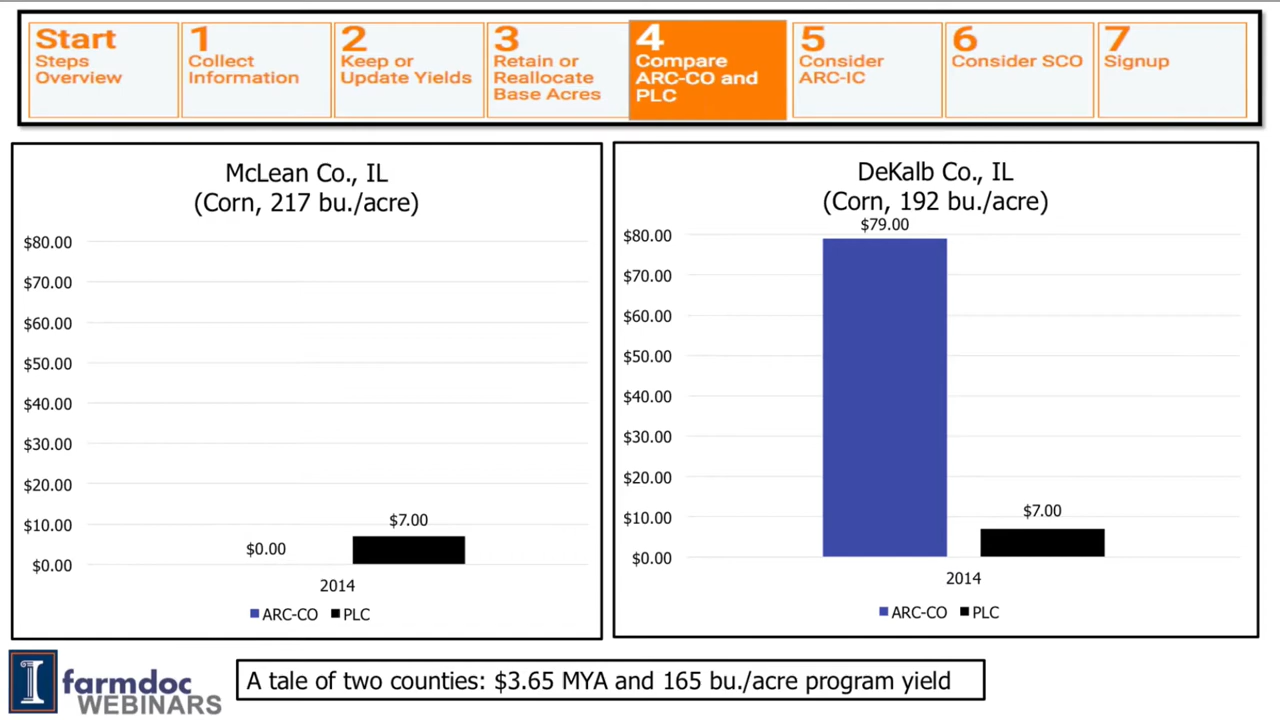 Start
Steps
Overview
1
Collect
Information
2
Keep or
Update Yields
3
Retain or
Reallocate
Base Acres
4
Compare
ARC-CO and
PLC
5
Consider
ARC-IC
6
Consider SCO
7
Signup
McLean Co., IL
(Corn, 217 bu./acre)
$80.00
$70.00
$60.00
$50.00
$40.00
$30.00
$20.00
$10.00
$0.00
$0.00
$7.00
2014
ARC-CO PLC
DeKalb Co., IL
(Corn, 192 bu./acre)
$79.00
$80.00
$70.00
$60.00
$50.00
$40.00
$30.00
$20.00
$10.00
$0.00
$7.00
2014
ARC-CO PLC
farmdoc
WEBINARS
A tale of two counties: $3.65 MYA and 165 bu./acre program yield